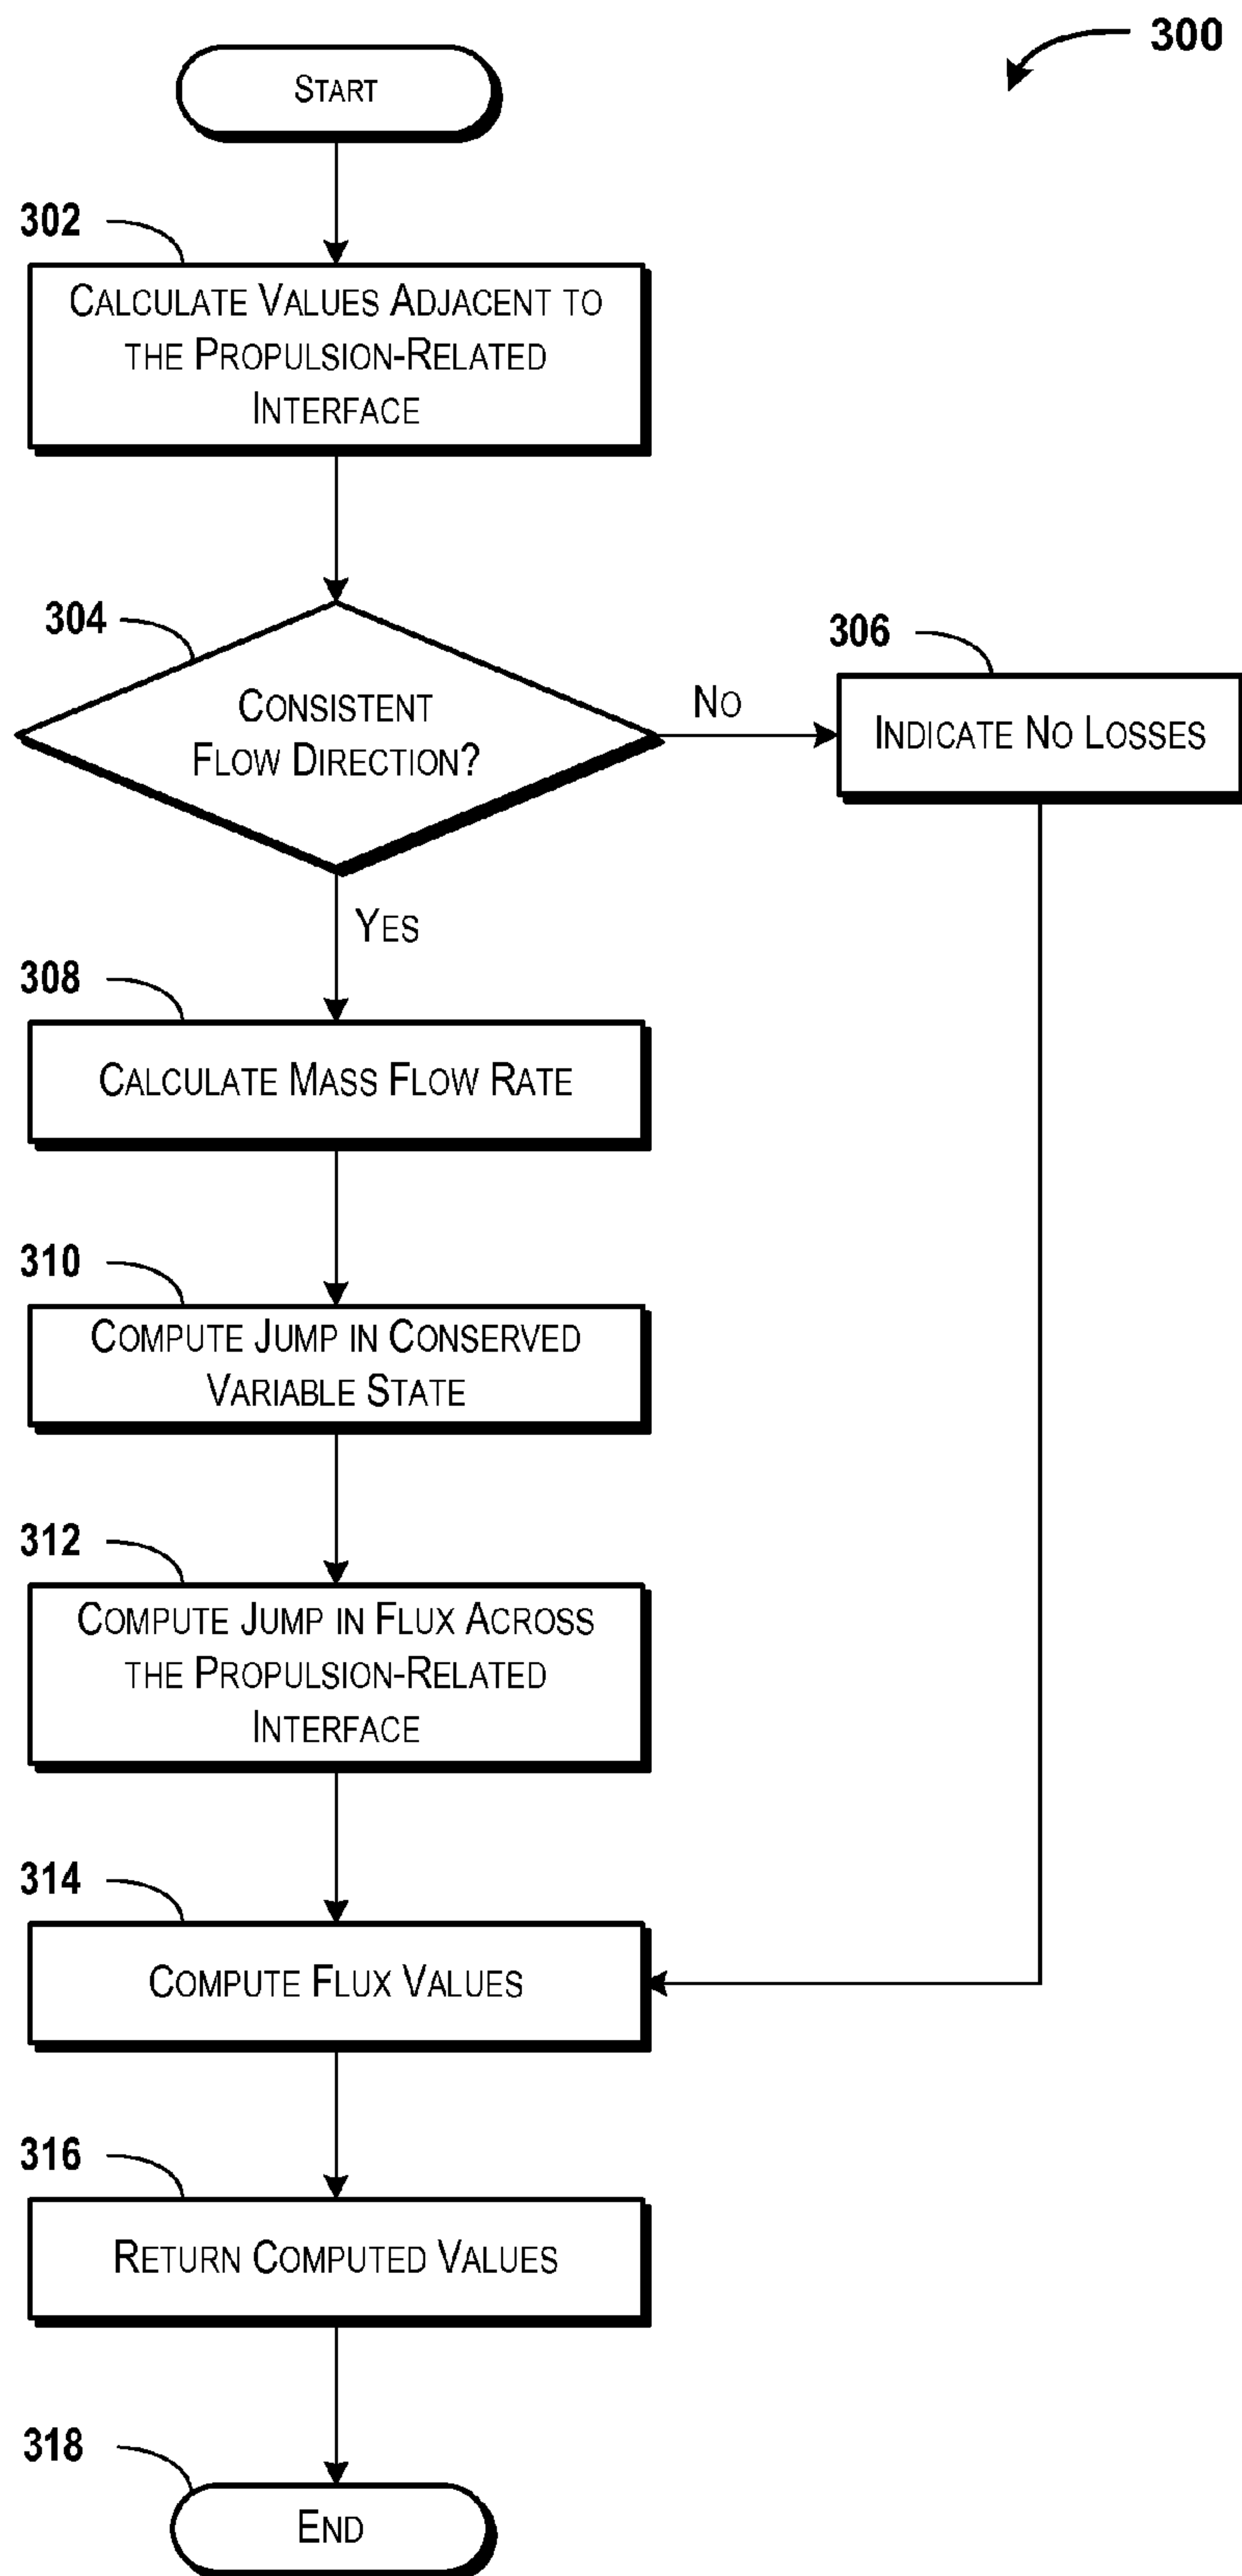 300
START
302
CALCULATE VALUES ADJACENT TO
THE PROPULSION-RELATED
INTERFACE
304
CONSISTENT
FLOW DIRECTION?
NO
306
INDICATE NO LOSSES
YES
308
CALCULATE MASS FLOW RATE
310
COMPUTE JUMP IN CONSERVED
VARIABLE STATE
312
COMPUTE JUMP IN FLUX ACROSS
THE PROPULSION-RELATED
INTERFACE
314
COMPUTE FLUX VALUES
316
RETURN COMPUTED VALUES
318
END